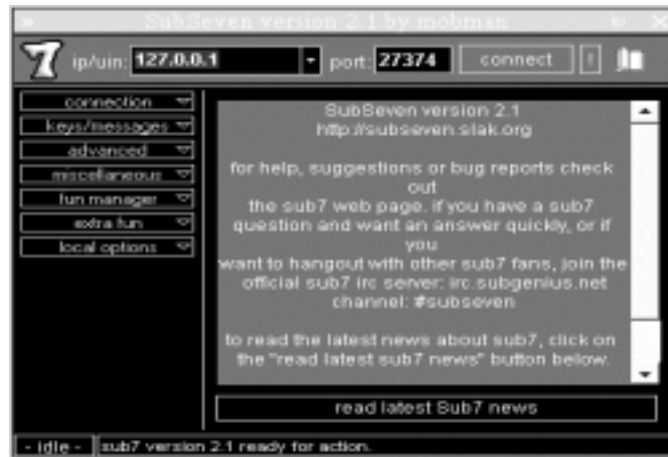 SubSeven version 2.1 by mobman
ip/uin: 127.0.0.1 port: 27374 connect !
connection
keys/messages
advanced
miscellaneous
fun manager
extra fun
local options
SubSeven version 2.1
http://subseven.slak.org
for help, suggestions or bug reports check
out
the sub7 web page. if you have a sub7
question and want an answer quickly, or if
you
want to hangout with other sub7 fans, join the
official sub7 irc server: irc.subgenius.net
channel: #subseven
to read the latest news about sub7, click on
the "read latest sub7 news" button below.
read latest Sub7 news
- idle - sub7 version 2.1 ready for action.